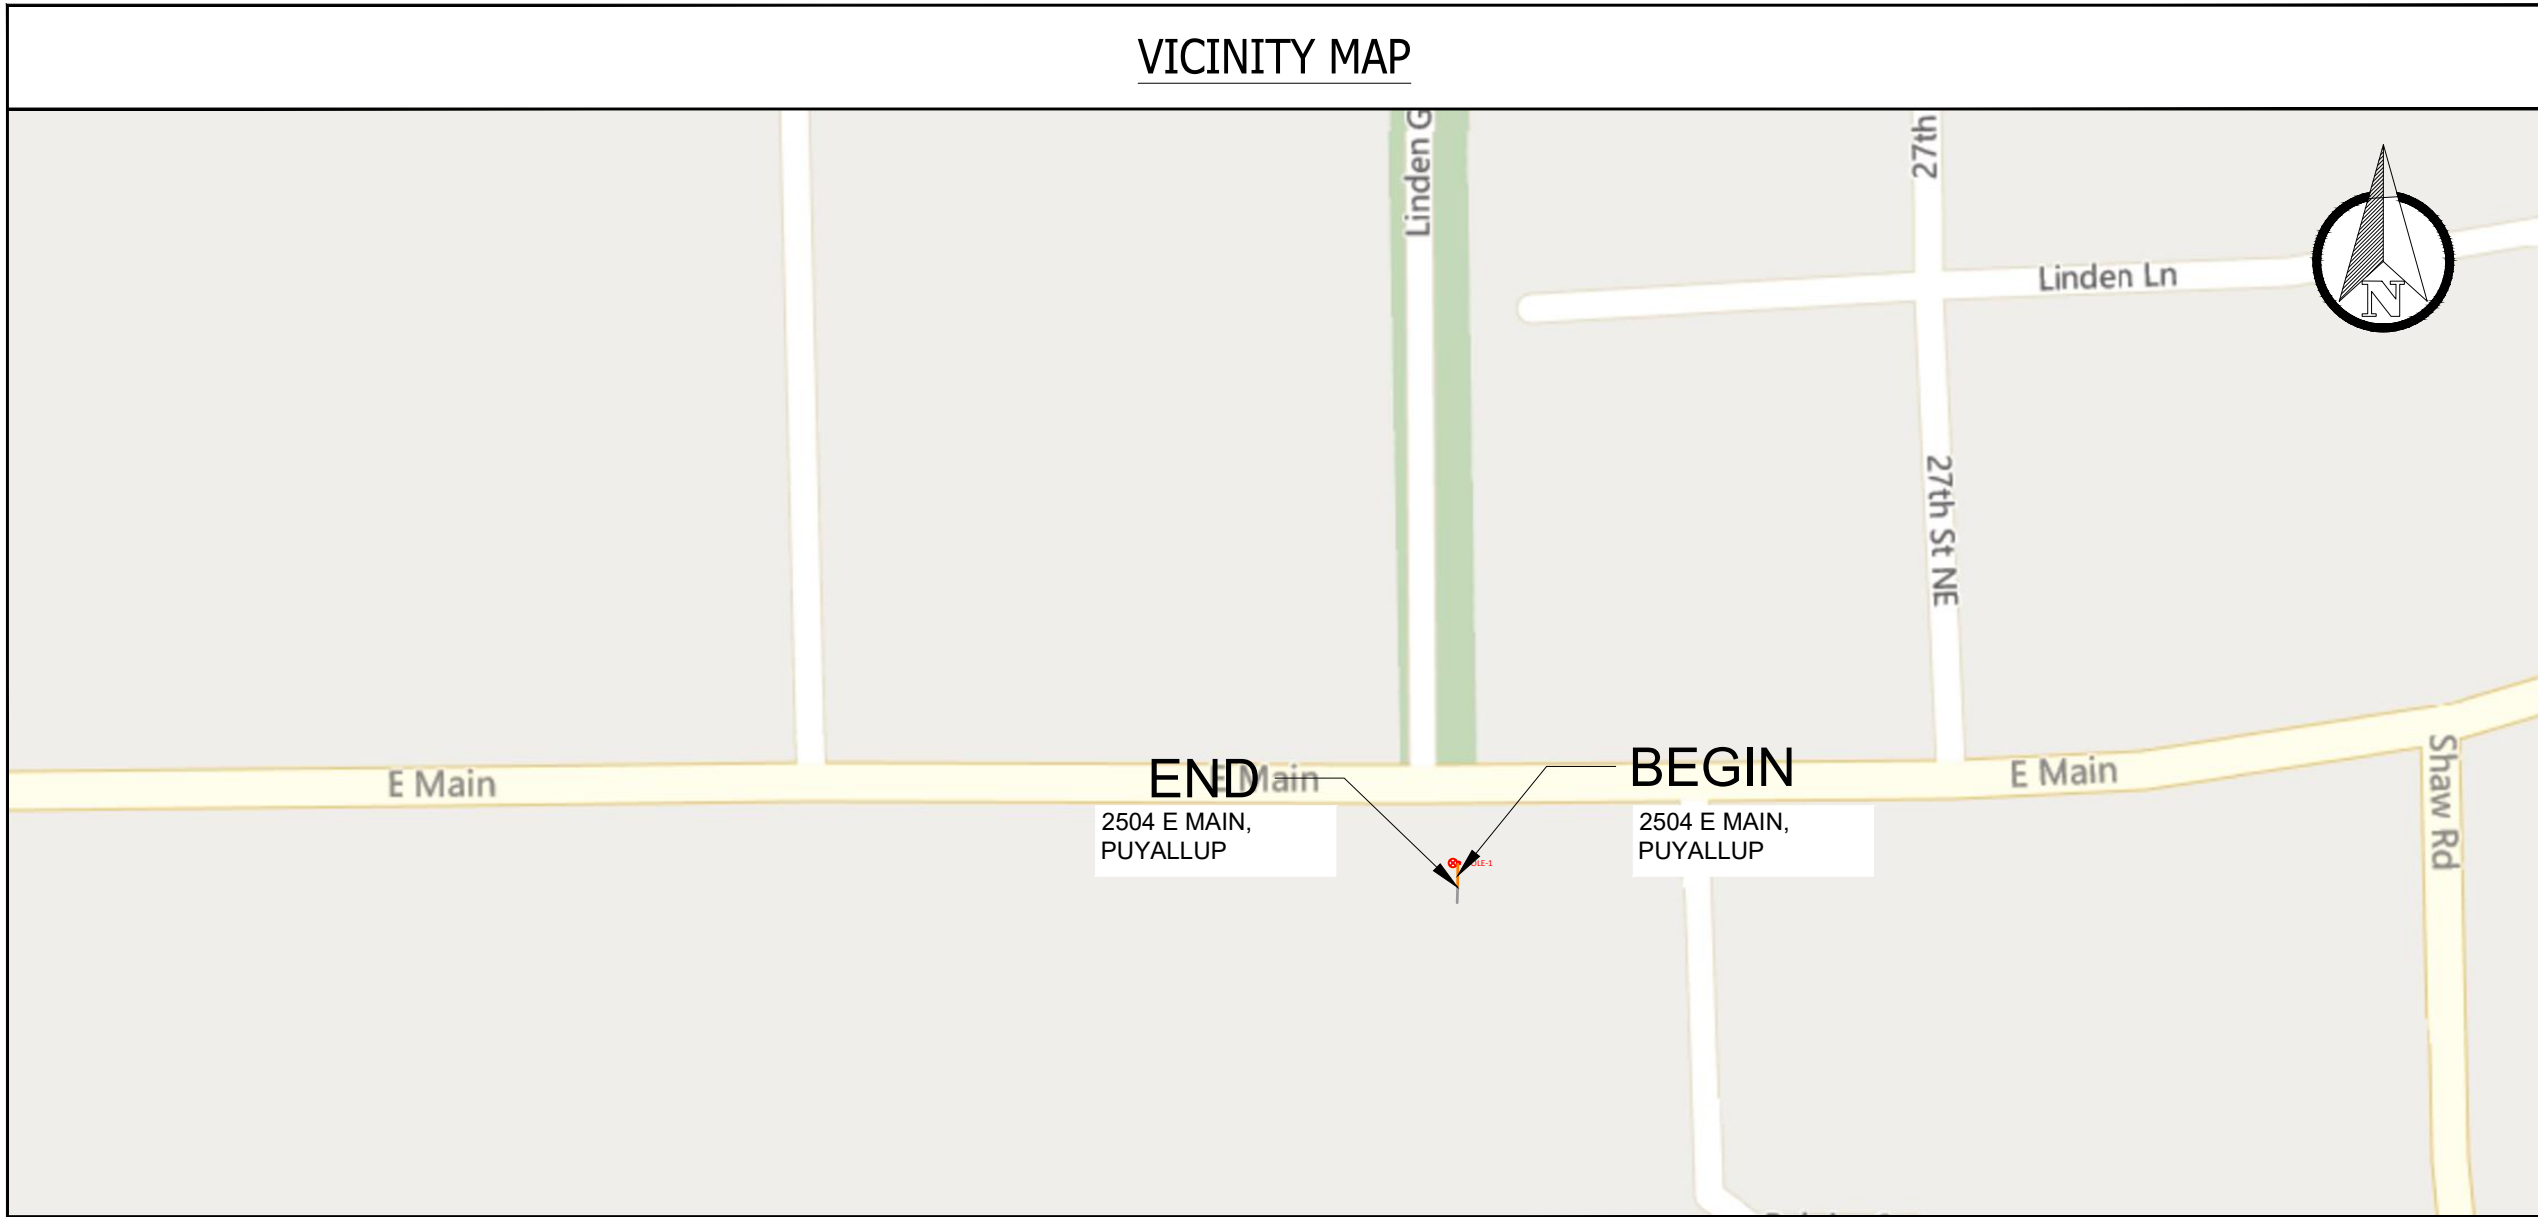 VICINITY MAP
Linden G
27th
Linden Ln
N
27th St NE
E Main
E Main
E Main
Shaw Rd
END
2504 E MAIN,
PUYALLUP
BEGIN
2504 E MAIN,
PUYALLUP